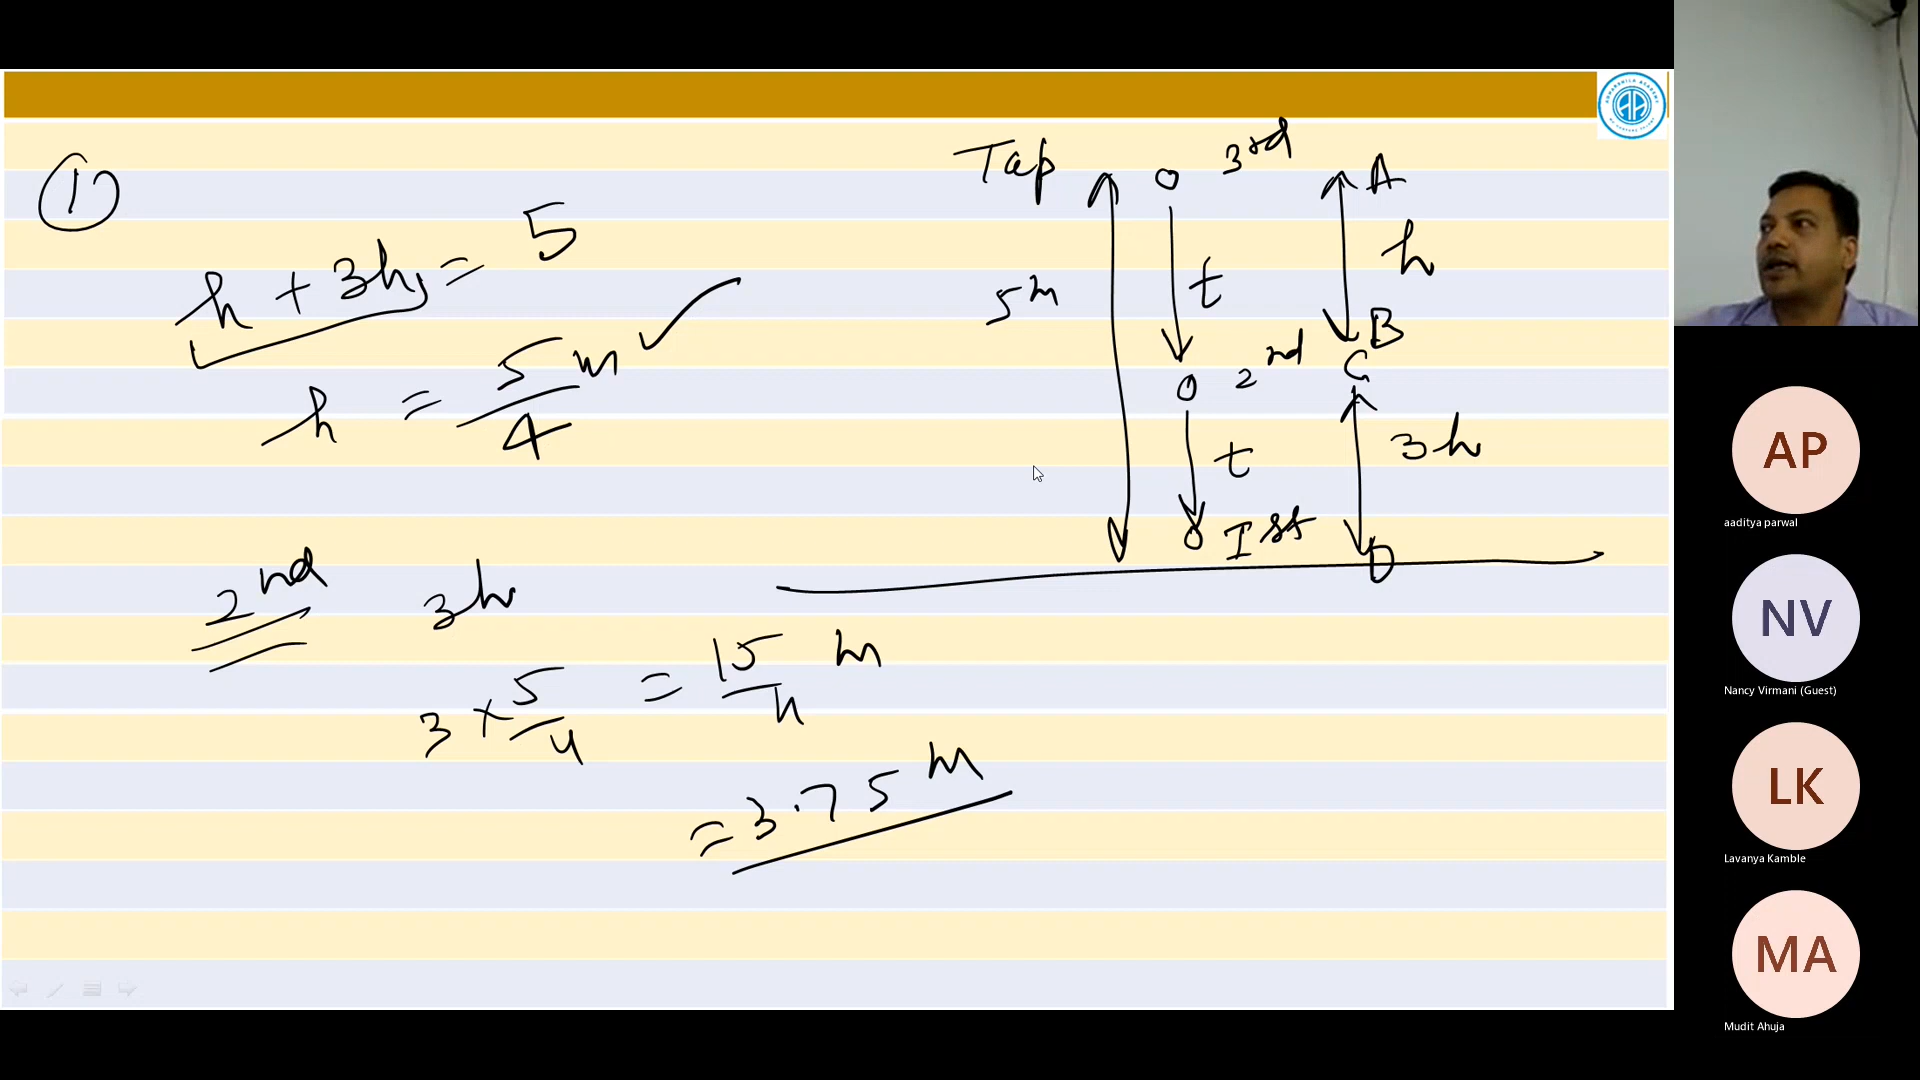 1
h + 3h = 5
h = 5/4 m
2nd 3h
3 × 5/4 = 15/4 m
= 3.75 m
Tap
3rd
A
5m
t
h
B
2nd
C
t
3h
Ist
D
AP
aaditya parwal
NV
Nancy Virmani (Guest)
LK
Lavanya Kamble
MA
Mudit Ahuja